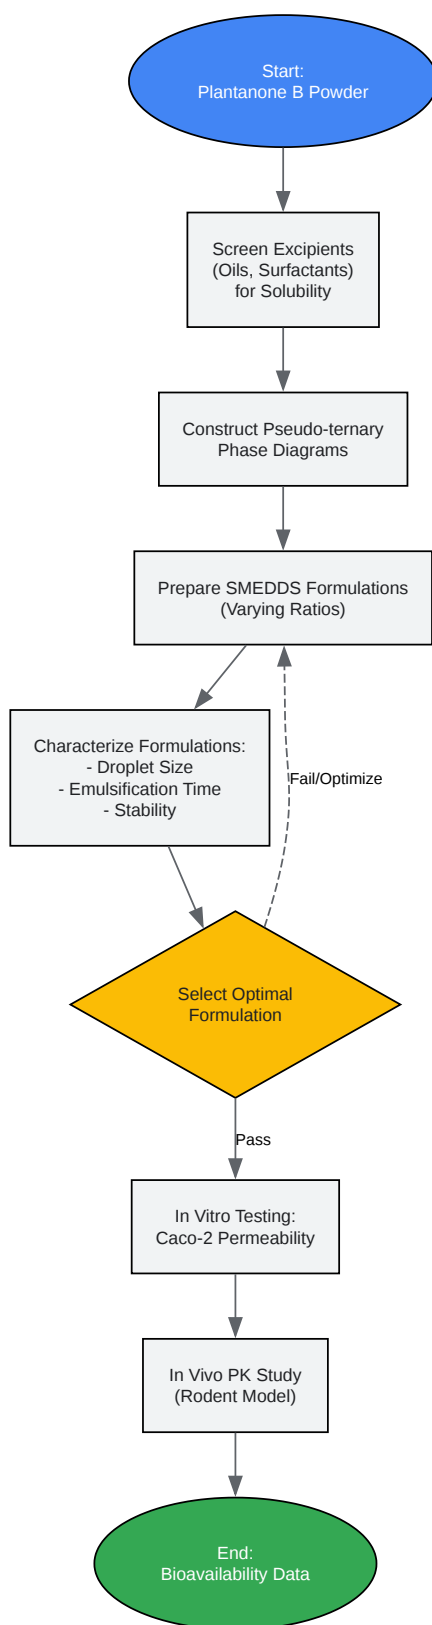 Start:
Plantanone B Powder
Screen Excipients
(Oils, Surfactants)
for Solubility
Construct Pseudo-ternary
Phase Diagrams
Prepare SMEDDS Formulations
(Varying Ratios)
Characterize Formulations:
- Droplet Size
- Emulsification Time
- Stability
Fail/Optimize
Select Optimal
Formulation
Pass
In Vitro Testing:
Caco-2 Permeability
In Vivo PK Study
(Rodent Model)
End:
Bioavailability Data